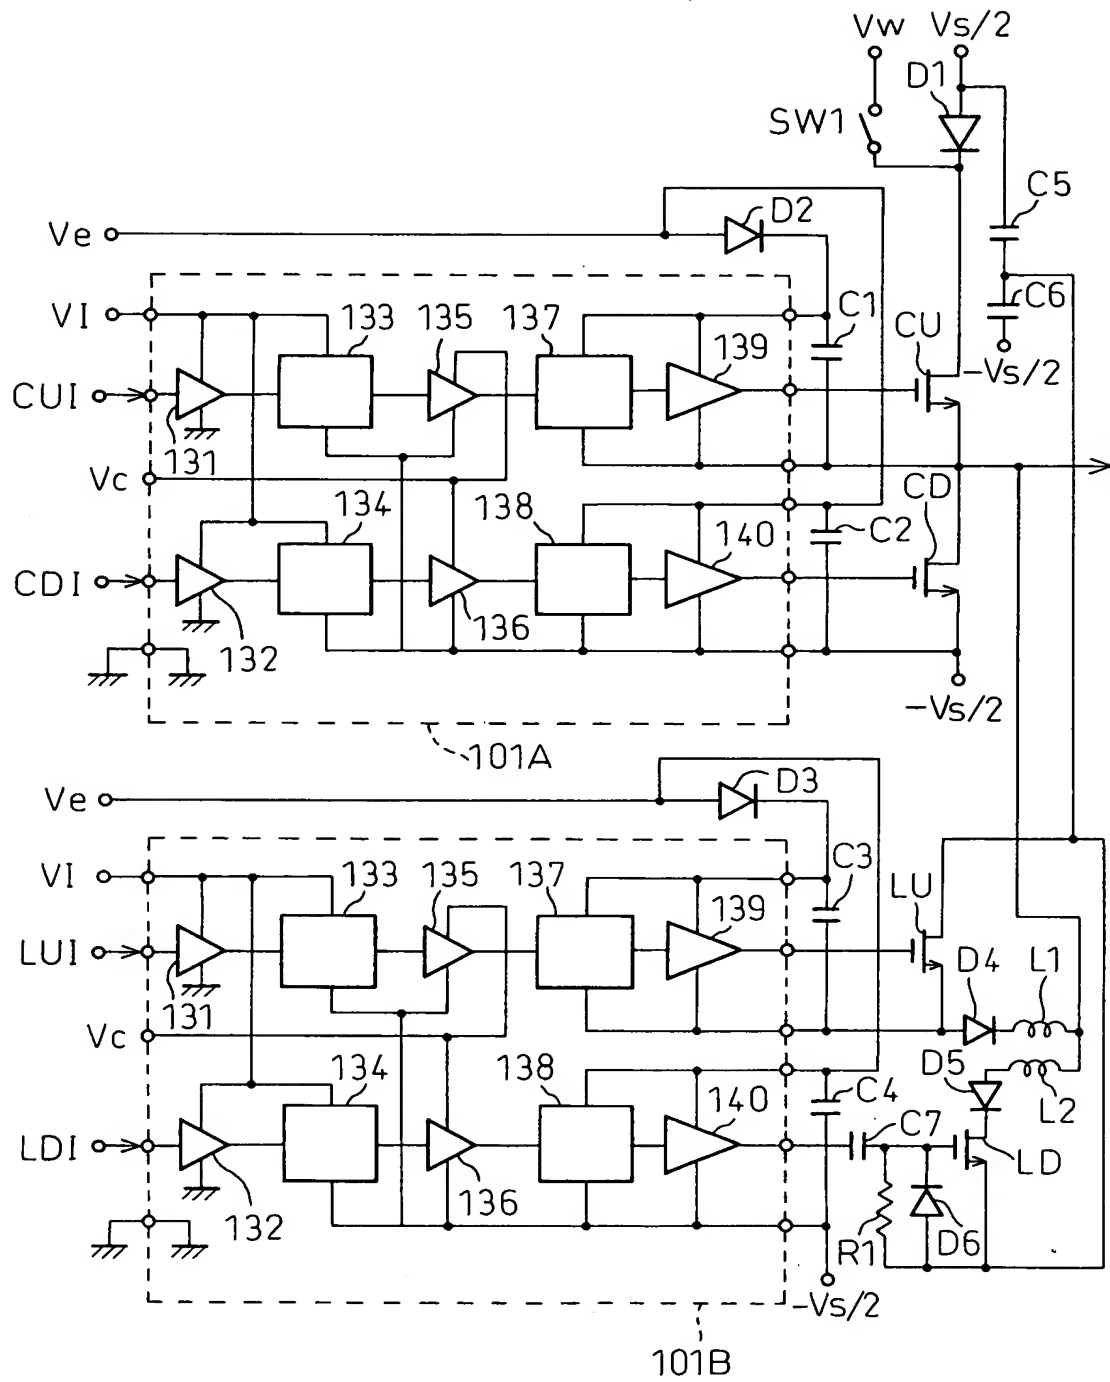 Vw Vs/2
D1
SW1
C5
D2
Ve
C6
VI
133 135 137
C1
CU
139
-Vs/2
CUI
131
Vc
134
138
CD
C2
140
CDI
136
132
-Vs/2
101A
Ve
D3
VI
133 135 137
C3
LU
139
LUI
D4 L1
131
Vc
134
138
D5
C4
L2
140
C7
LDI
LD
136
132
R1
D6
-Vs/2
101B